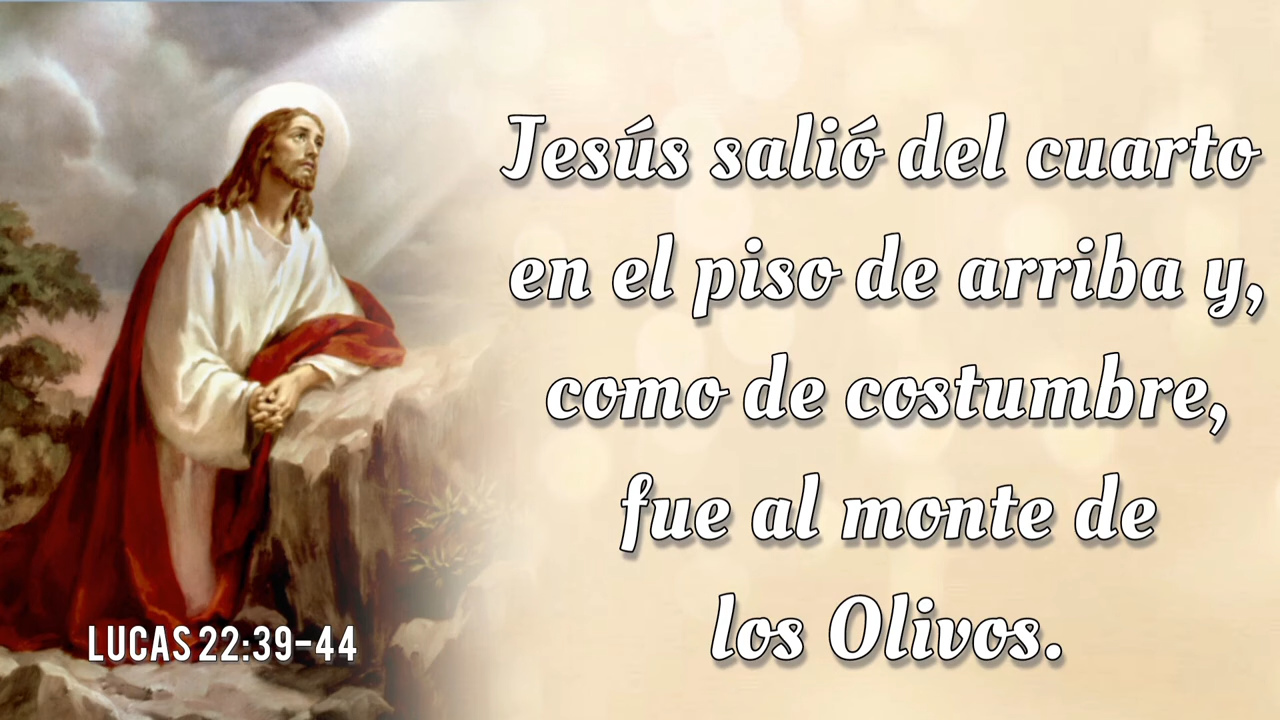 Jesús salió del cuarto
en el piso de arriba y,
como de costumbre,
fue al monte de
los Olivos.
LUCAS 22:39-44